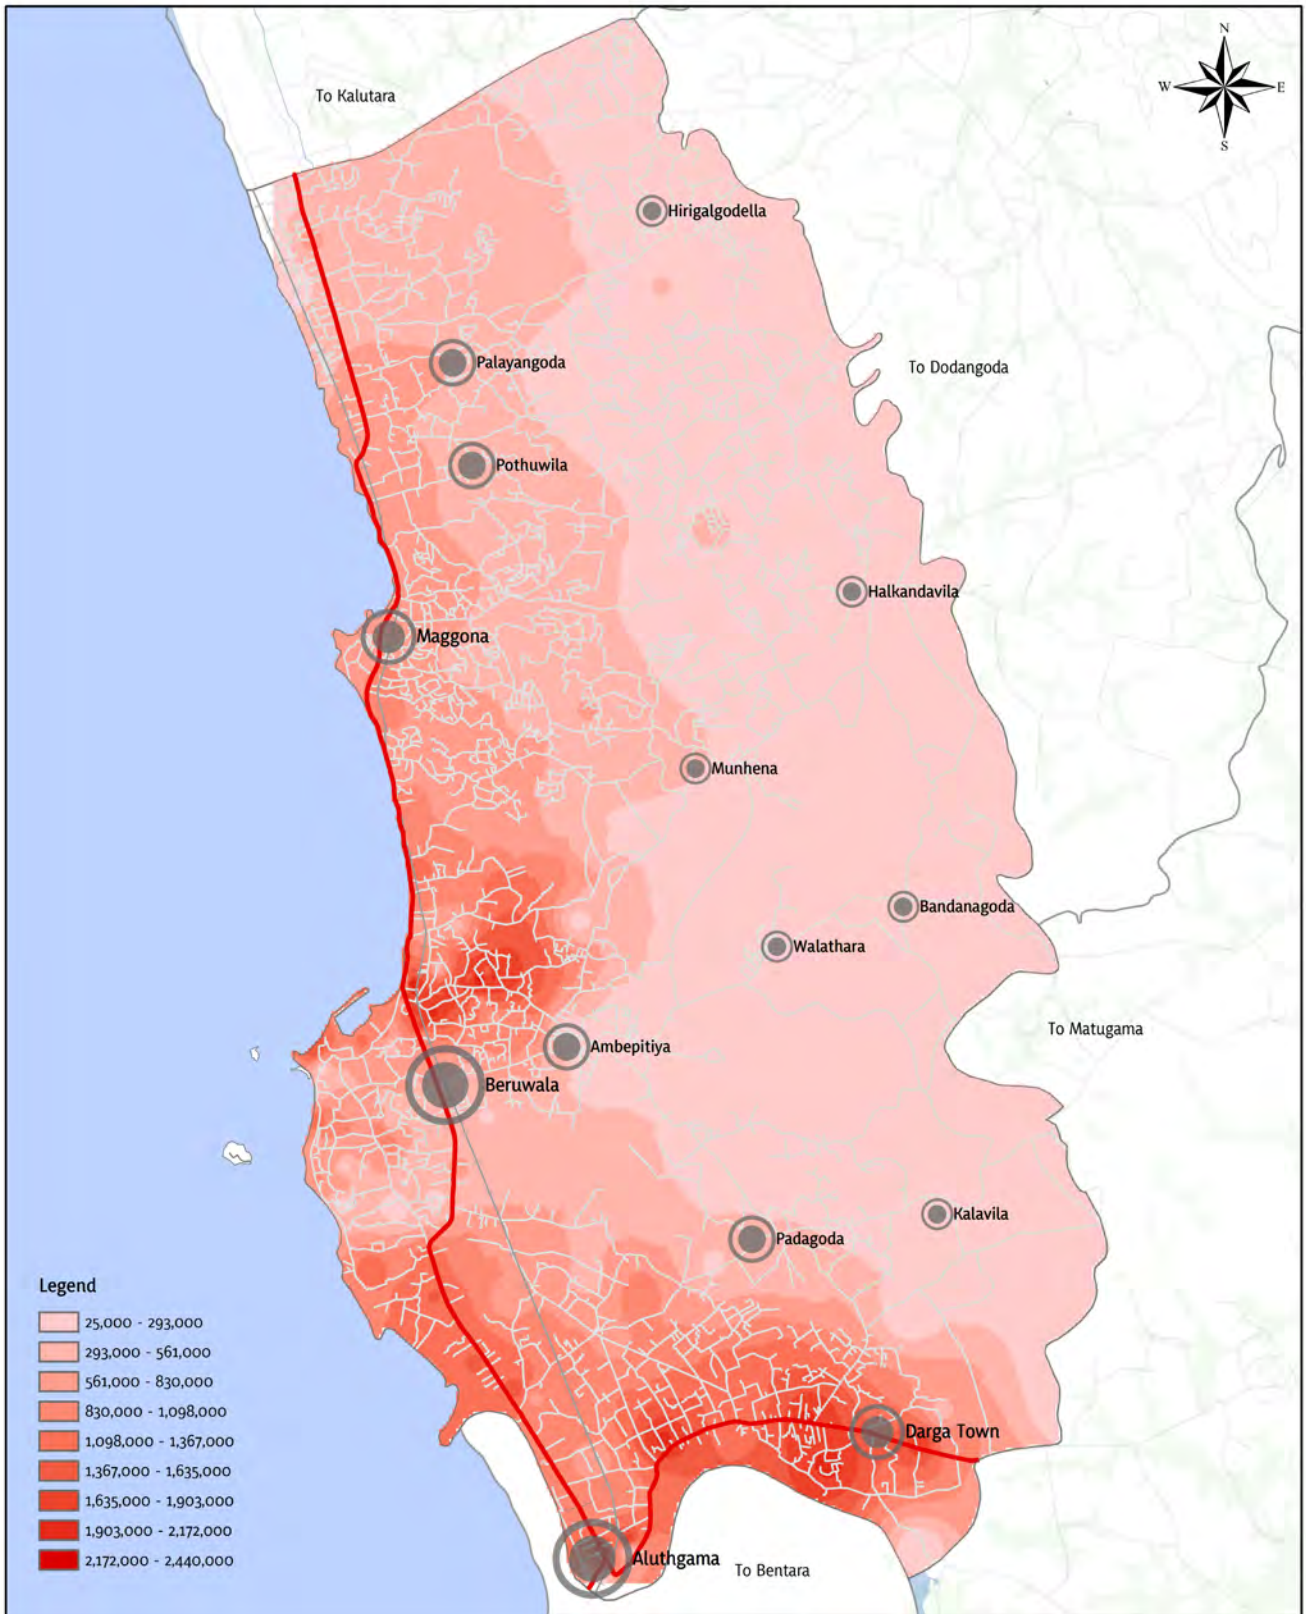 N
W
E
S
To Kalutara
Hirigalgodella
Palayangoda
To Dodangoda
Pothuwila
Halkandavila
Maggona
Munhena
Bandanagoda
Walathara
To Matugama
Ambepitiya
Beruwala
Kalavila
Padagoda
Legend
25,000 - 293,000
293,000 - 561,000
561,000 - 830,000
830,000 - 1,098,000
1,098,000 - 1,367,000
1,367,000 - 1,635,000
1,635,000 - 1,903,000
1,903,000 - 2,172,000
2,172,000 - 2,440,000
Darga Town
Aluthgama
To Bentara